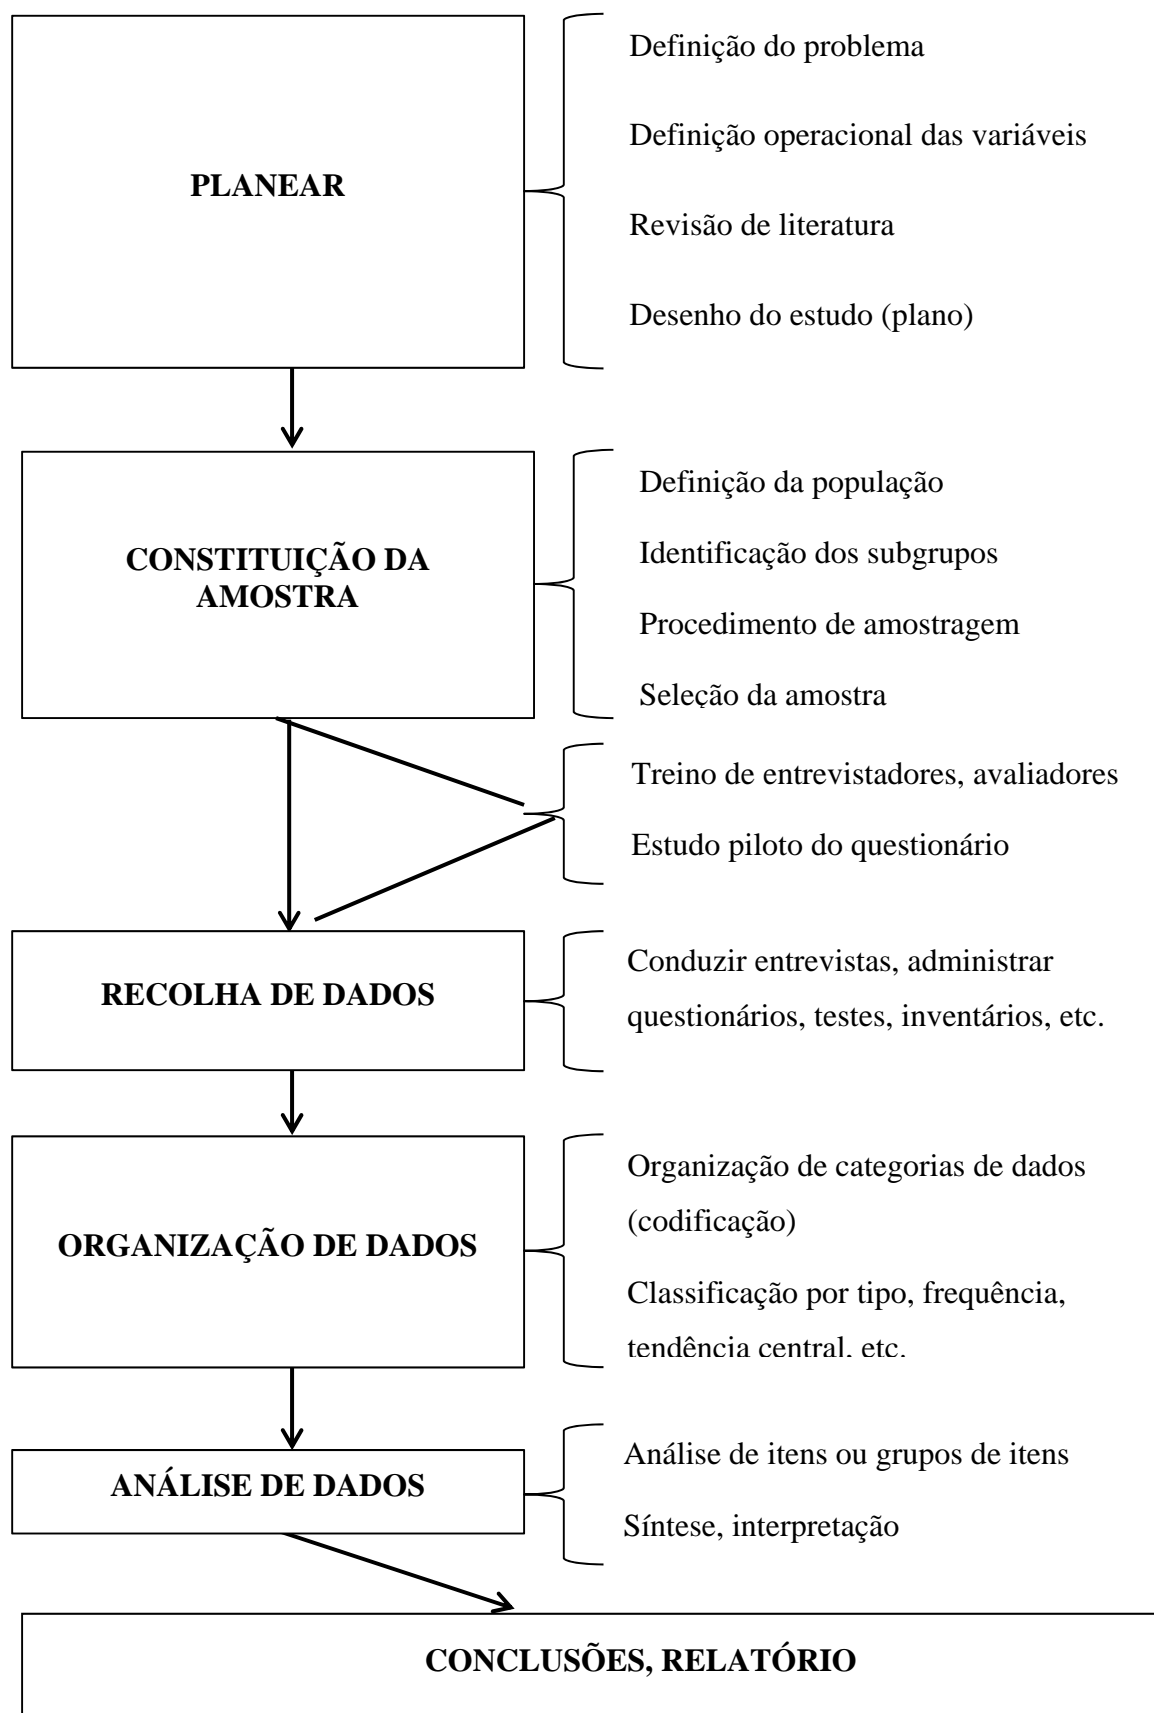 PLANEAR
Definição do problema
Definição operacional das variáveis
Revisão de literatura
Desenho do estudo (plano)
CONSTITUIÇÃO DA
AMOSTRA
Definição da população
Identificação dos subgrupos
Procedimento de amostragem
Seleção da amostra
Treino de entrevistadores, avaliadores
Estudo piloto do questionário
RECOLHA DE DADOS
Conduzir entrevistas, administrar
questionários, testes, inventários, etc.
ORGANIZAÇÃO DE DADOS
Organização de categorias de dados
(codificação)
Classificação por tipo, frequência,
tendência central, etc.
ANÁLISE DE DADOS
Análise de itens ou grupos de itens
Síntese, interpretação
CONCLUSÕES, RELATÓRIO